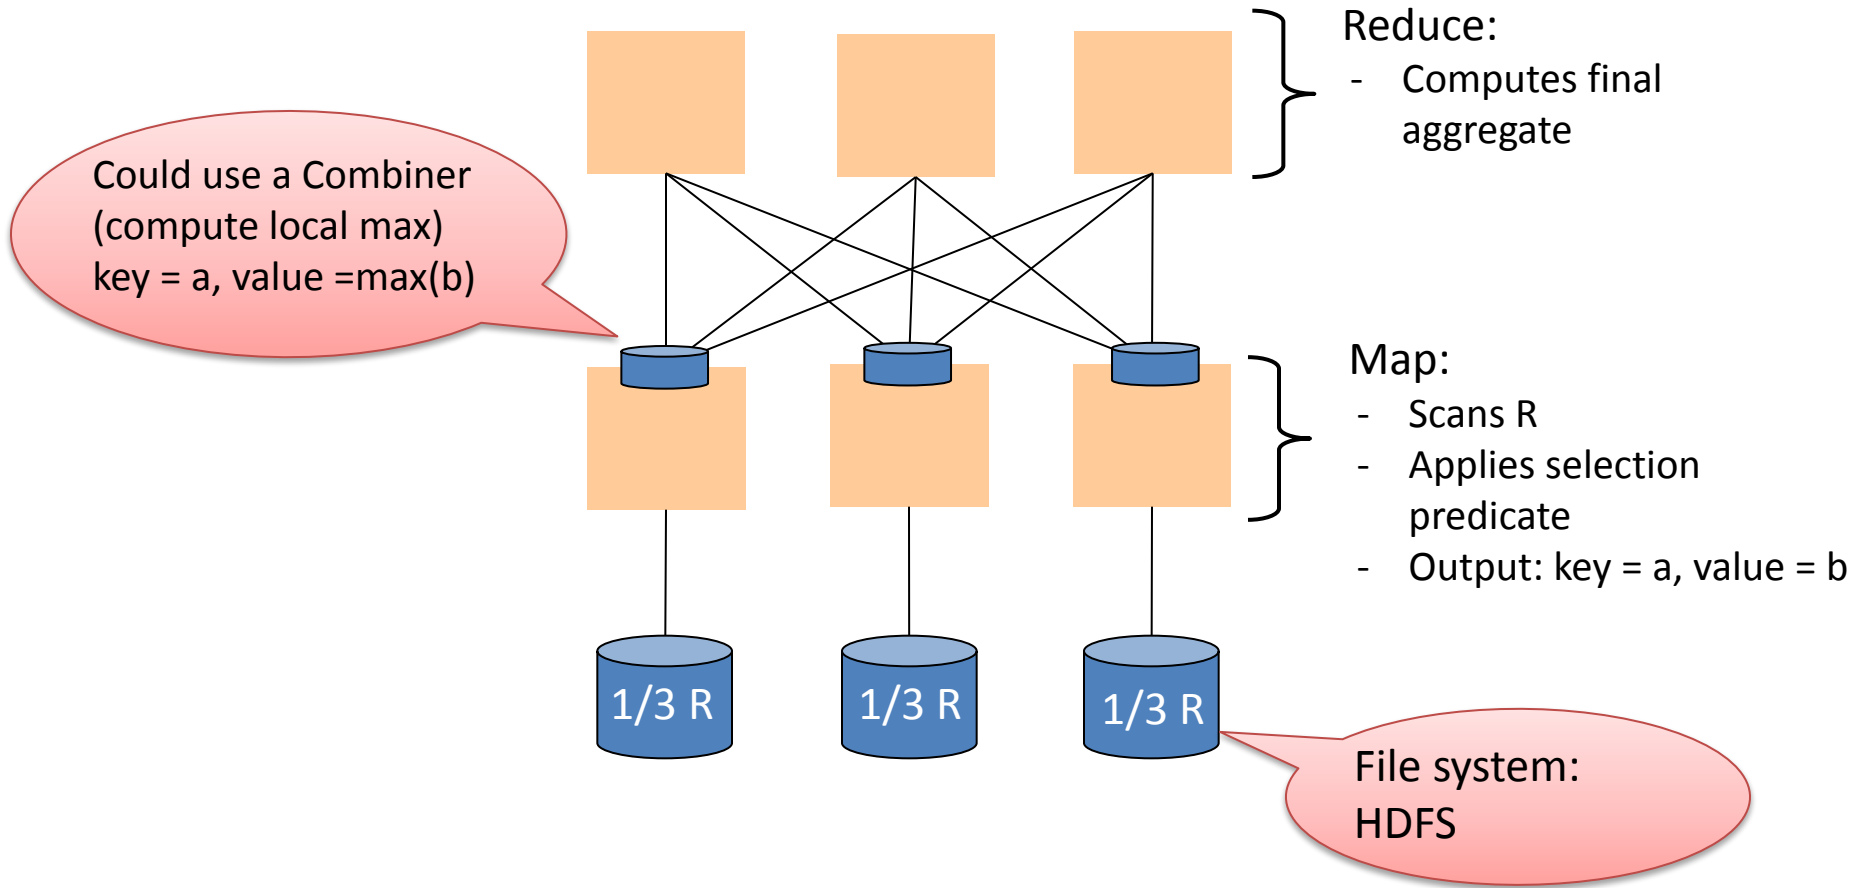 Reduce:
- Computes final
aggregate
Could use a Combiner
(compute local max)
key = a, value =max(b)
Map:
- Scans R
- Applies selection
predicate
- Output: key = a, value = b
1/3 R
1/3 R
1/3 R
File system:
HDFS